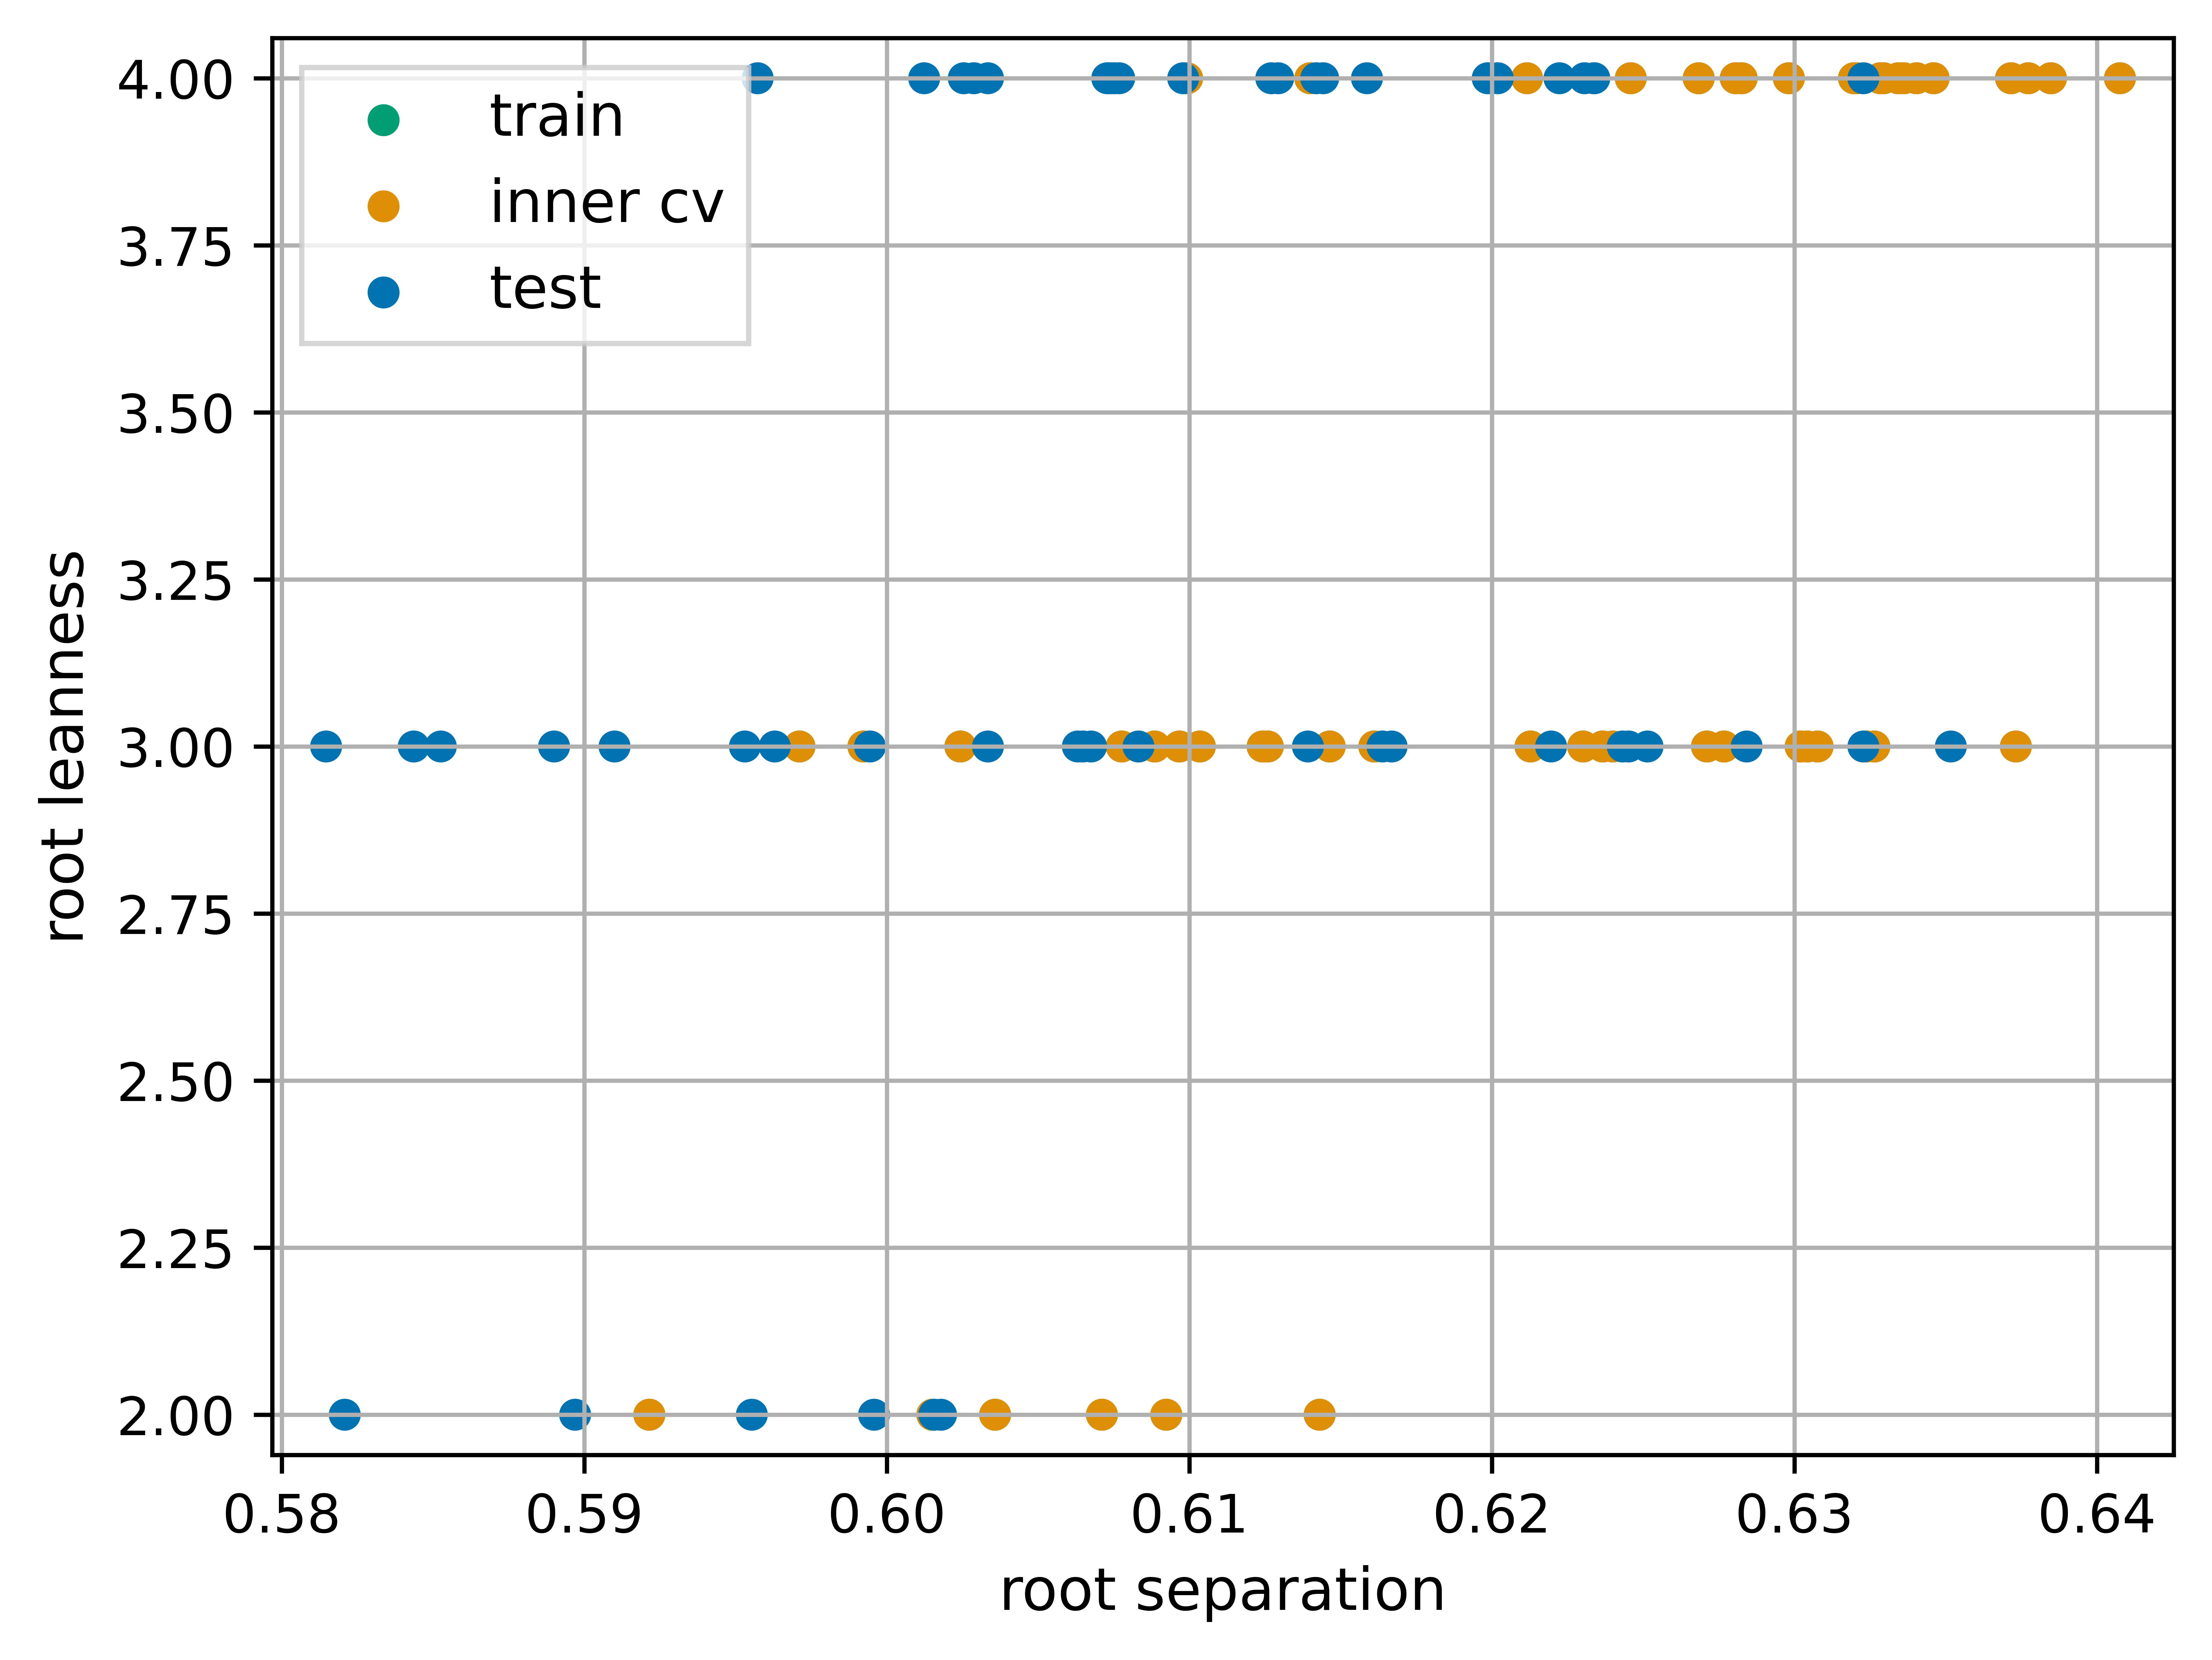 4.00
3.75
3.50
3.25
3.00
2.75
2.50
2.25
2.00
root leanness
train
inner cv
test
0.58 0.59 0.60 0.61 0.62 0.63 0.64
root separation